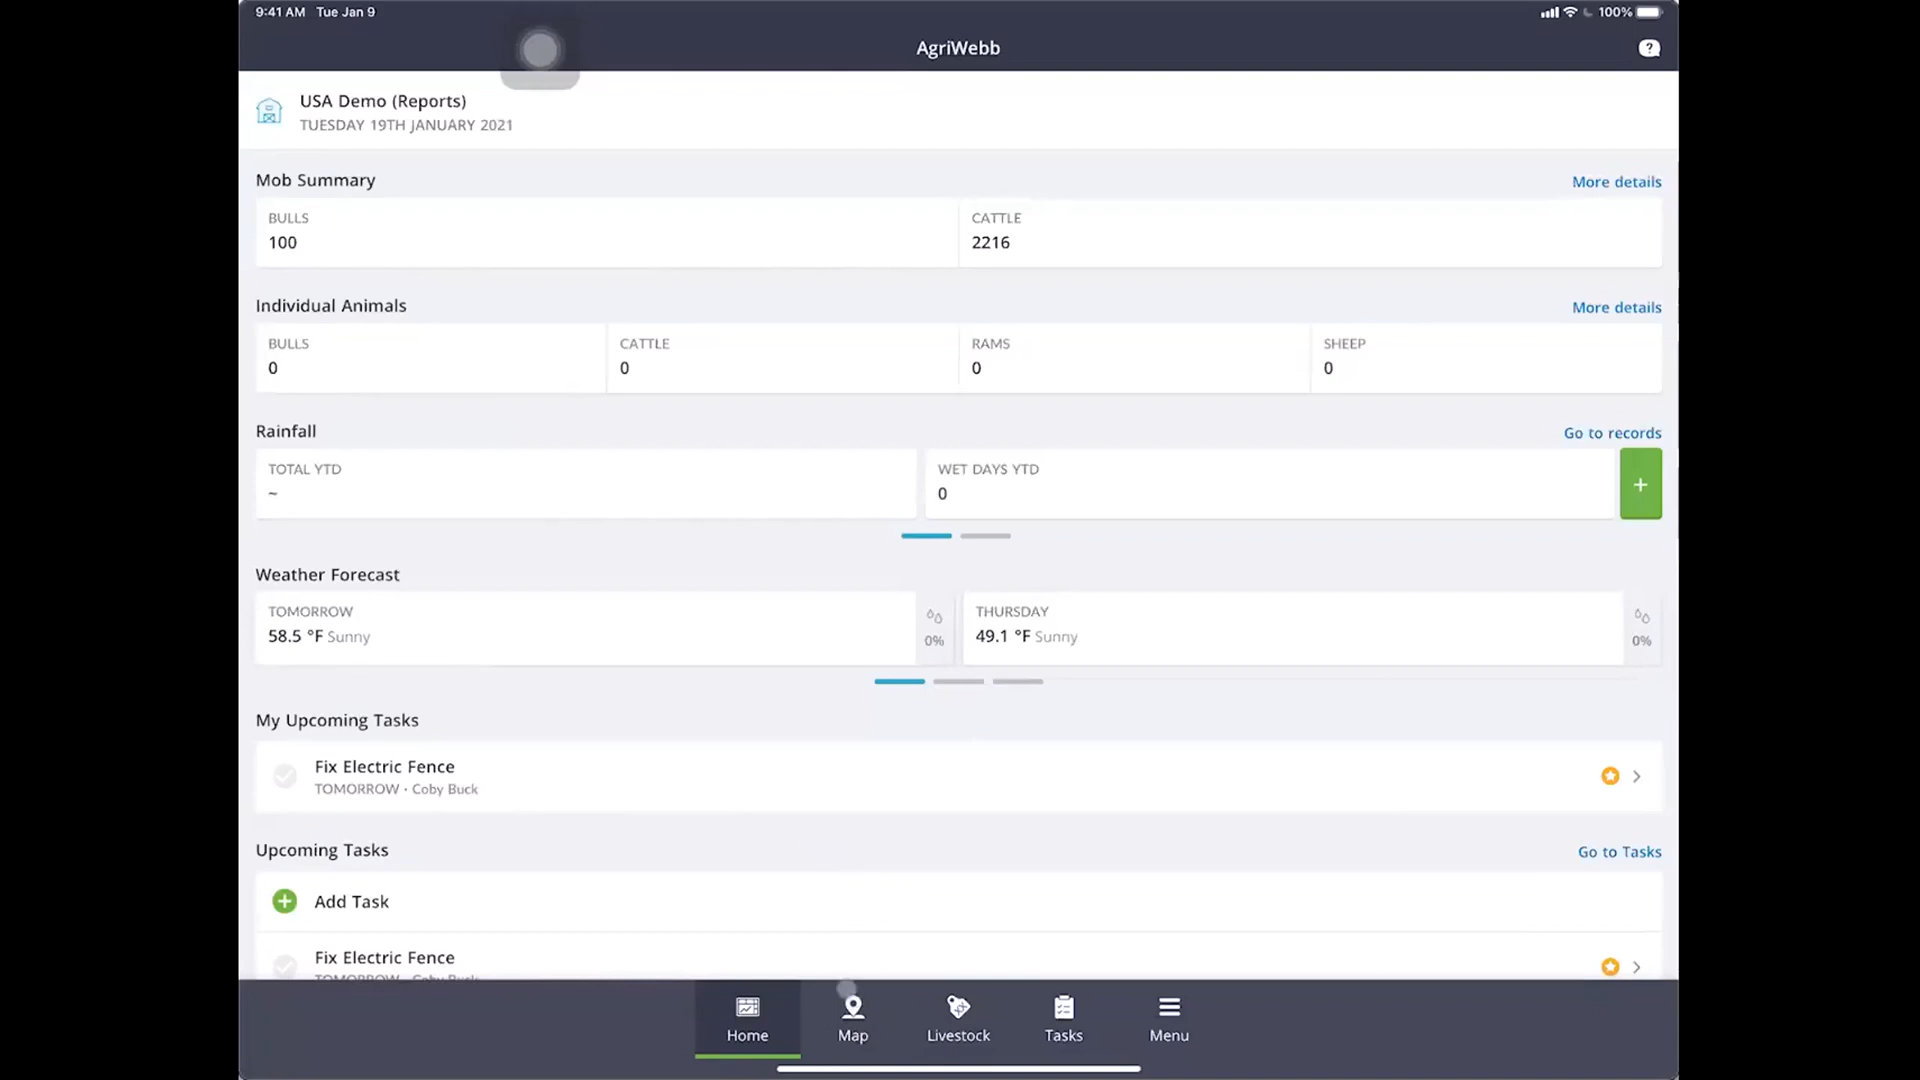 9:41 AM Tue Jan 9
100%
AgriWebb
?
USA Demo (Reports)
TUESDAY 19TH JANUARY 2021
Mob Summary
More details
BULLS
100
CATTLE
2216
Individual Animals
More details
BULLS
0
CATTLE
0
RAMS
0
SHEEP
0
Rainfall
Go to records
TOTAL YTD
~
WET DAYS YTD
0
+
Weather Forecast
TOMORROW
58.5 °F Sunny
0%
THURSDAY
49.1 °F Sunny
0%
My Upcoming Tasks
Fix Electric Fence
TOMORROW · Coby Buck
Upcoming Tasks
Go to Tasks
Add Task
Fix Electric Fence
TOMORROW · Coby Buck
Home
Map
Livestock
Tasks
Menu